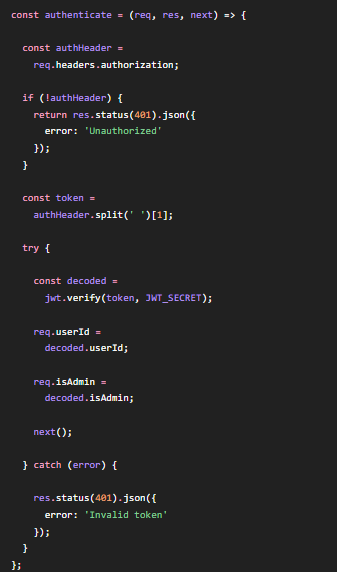 const authenticate = (req, res, next) => {
const authHeader =
req.headers.authorization;
if (!authHeader) {
return res.status(401).json({
error: 'Unauthorized'
});
}
const token =
authHeader.split(' ')[1];
try {
const decoded =
jwt.verify(token, JWT_SECRET);
req.userId =
decoded.userId;
req.isAdmin =
decoded.isAdmin;
next();
} catch (error) {
res.status(401).json({
error: 'Invalid token'
});
}
};